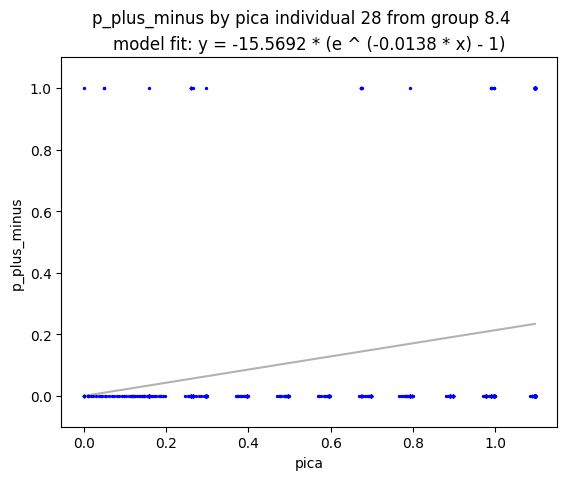 p_plus_minus by pica individual 28 from group 8.4
model fit: y = -15.5692 * (e ^ (-0.0138 * x) - 1)
1.0
0.8
0.6
0.4
0.2
0.0
p_plus_minus
0.0 0.2 0.4 0.6 0.8 1.0
pica